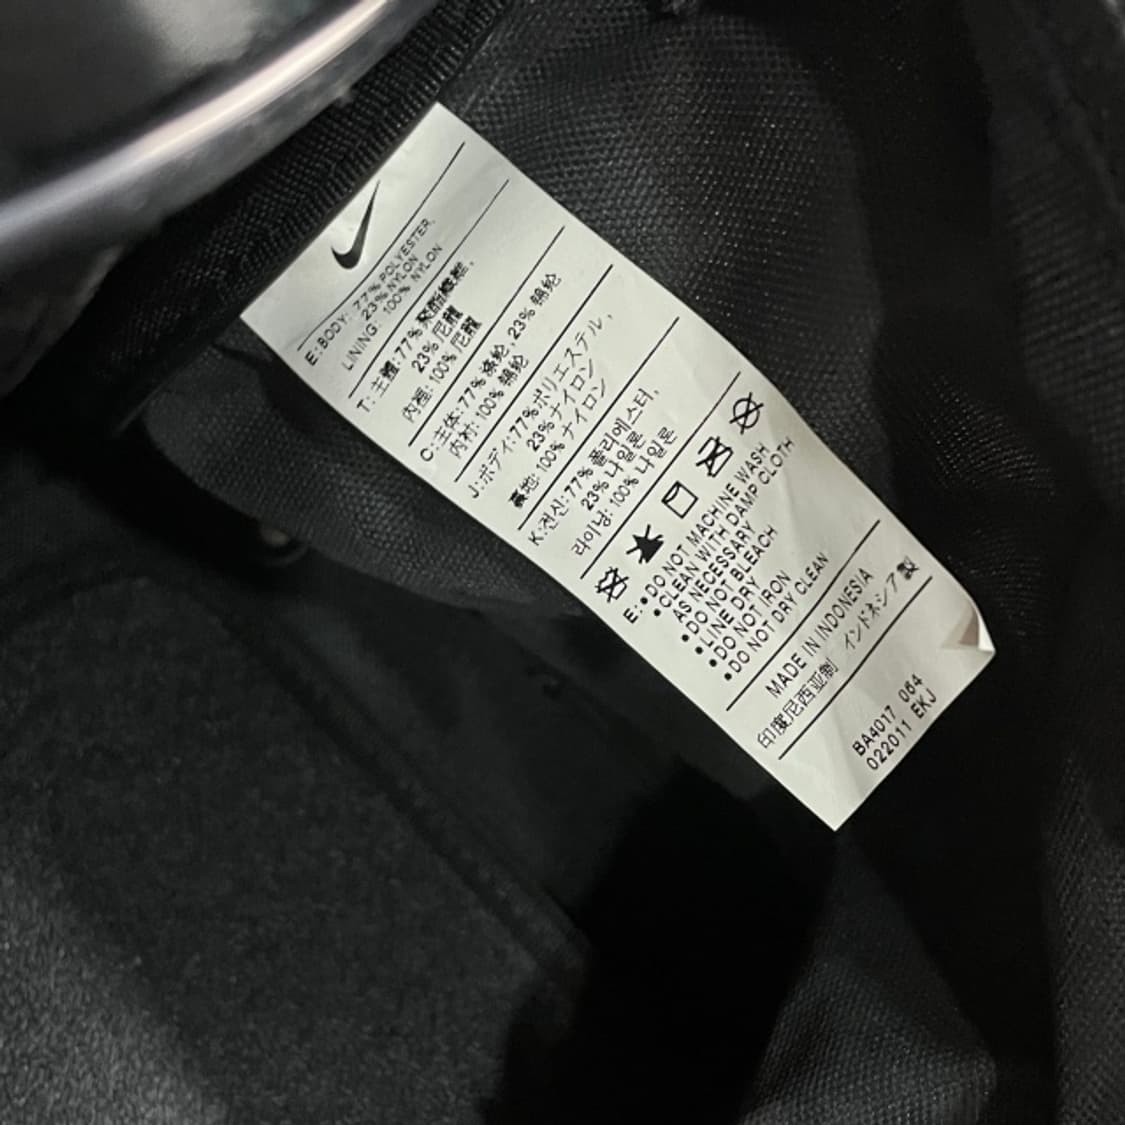 E:BODY: 77% POLYESTER,
23% NYLON
LINING: 100% NYLON
T:主體:77% 聚酯纖維,
23% 尼龍
內裡: 100% 尼龍
C:主体:77% 涤纶, 23% 锦纶
内衬: 100% 锦纶
J:ボディ:77%ポリエステル,
23%ナイロン
裏地:100%ナイロン
K:전신:77% 폴리에스터,
23% 나일론
라이닝: 100% 나일론
E:●DO NOT MACHINE WASH
●CLEAN WITH DAMP CLOTH
AS NECESSARY
●DO NOT BLEACH
●LINE DRY
●DO NOT IRON
●DO NOT DRY CLEAN
MADE IN INDONESIA
印度尼西亚制 インドネシア製
BA4017 064
022011 EKJ